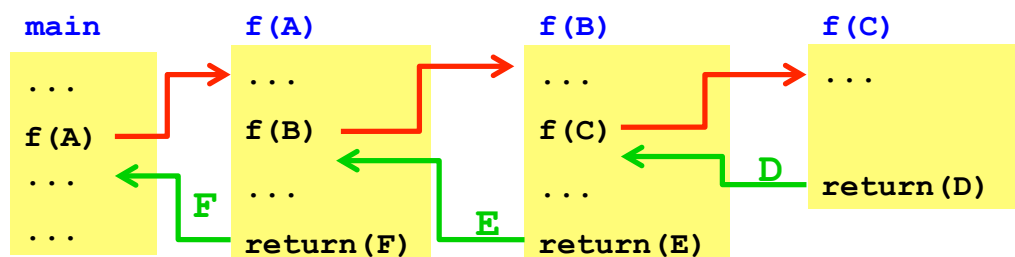 main
...
f(A)
...
...
f(A)
...
f(B)
...
return(F)
f(B)
...
f(C)
...
return(E)
f(C)
...
return(D)
F
E
D